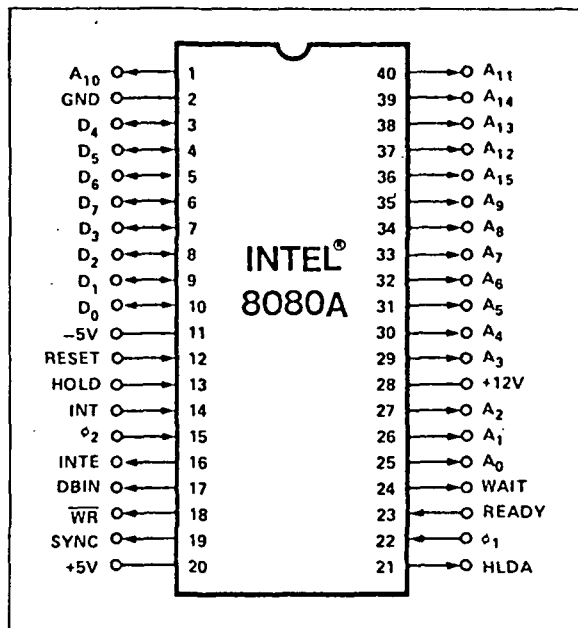 A10 1 40 A11
GND 2 39 A14
D4 3 38 A13
D5 4 37 A12
D6 5 36 A15
D7 6 35 A9
D3 7 34 A8
D2 8 33 A7
INTEL®
D1 9 32 A6
8080A
D0 10 31 A5
-5V 11 30 A4
RESET 12 29 A3
HOLD 13 28 +12V
INT 14 27 A2
ϕ2 15 26 A1
INTE 16 25 A0
DBIN 17 24 WAIT
W̅R̅ 18 23 READY
SYNC 19 22 ϕ1
+5V 20 21 HLDA